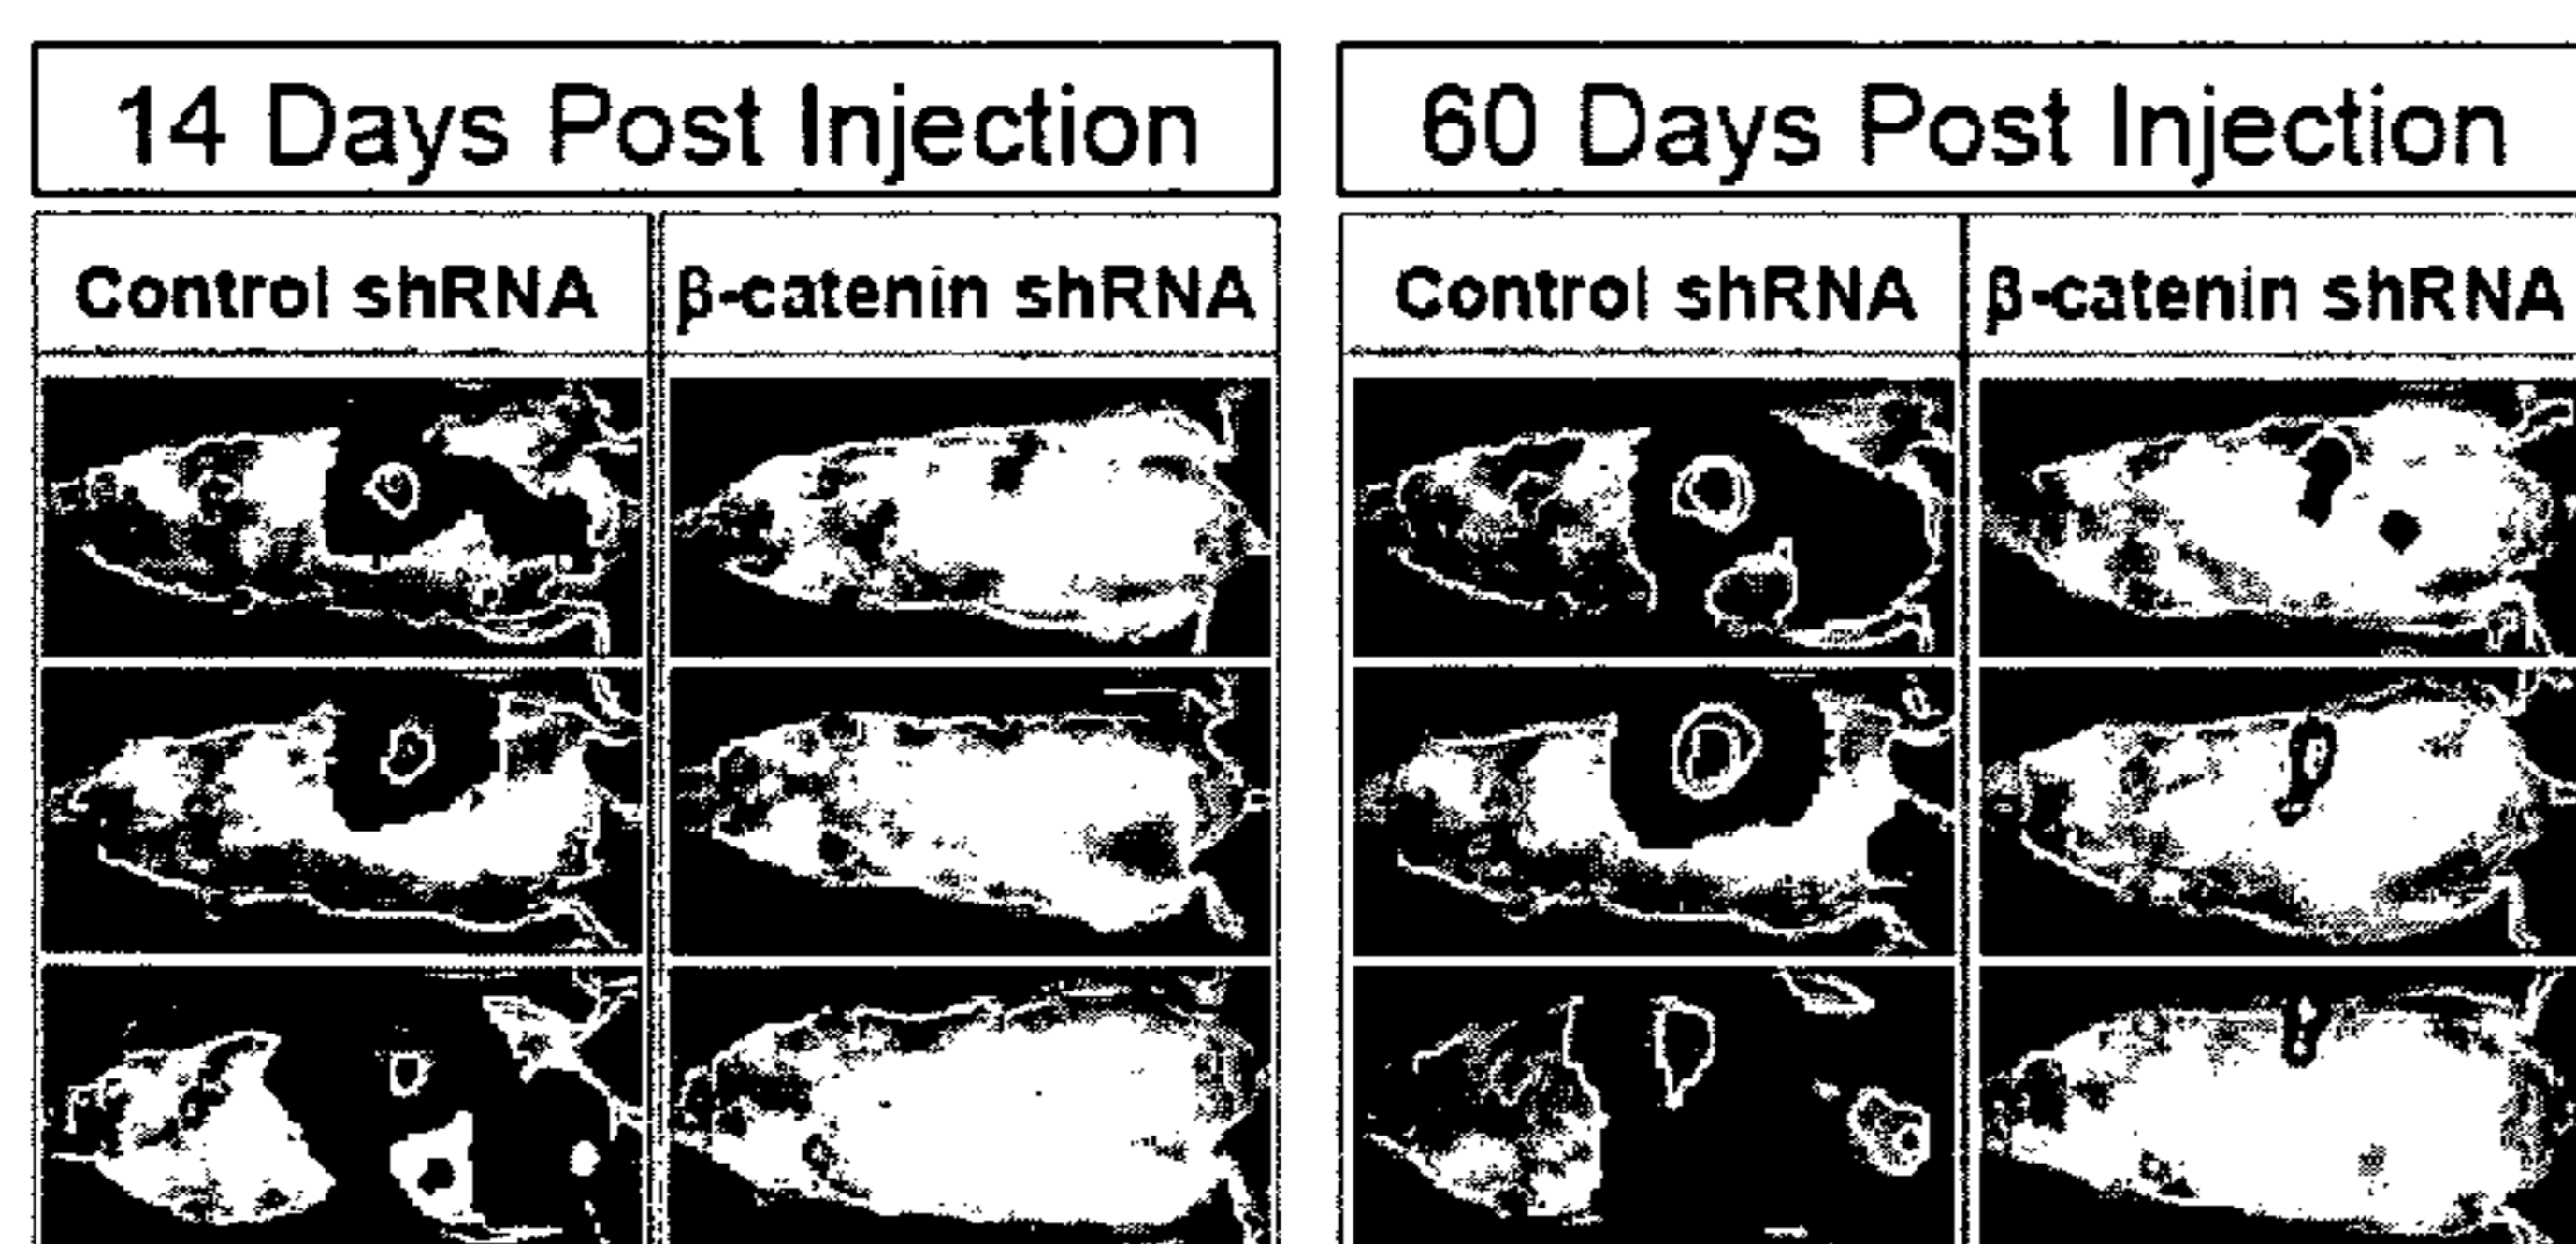 14 Days Post Injection
60 Days Post Injection
Control shRNA
β-catenin shRNA
Control shRNA
β-catenin shRNA